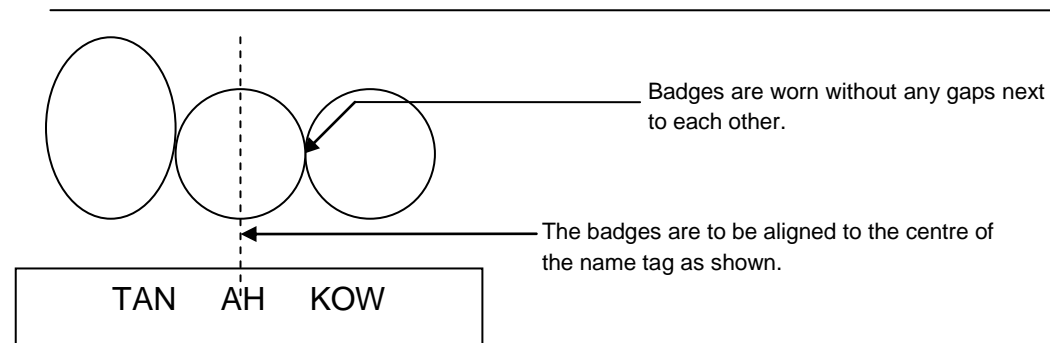 Badges are worn without any gaps next
to each other.
The badges are to be aligned to the centre of
the name tag as shown.
TAN AH KOW